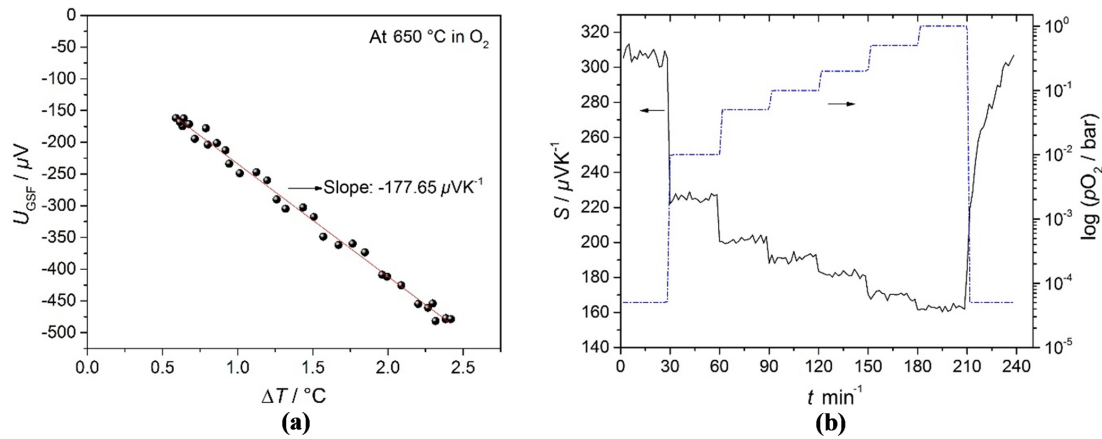 0
-50
-100
-150
-200
-250
-300
-350
-400
-450
-500
U_GSF / µV
At 650 °C in O₂
Slope: -177.65 µVK⁻¹
0.0 0.5 1.0 1.5 2.0 2.5
ΔT / °C
(a)
320
300
280
260
240
220
200
180
160
140
S / µVK⁻¹
10⁰
10⁻¹
10⁻²
10⁻³
10⁻⁴
10⁻⁵
log (pO₂ / bar)
0 30 60 90 120 150 180 210 240
t min⁻¹
(b)